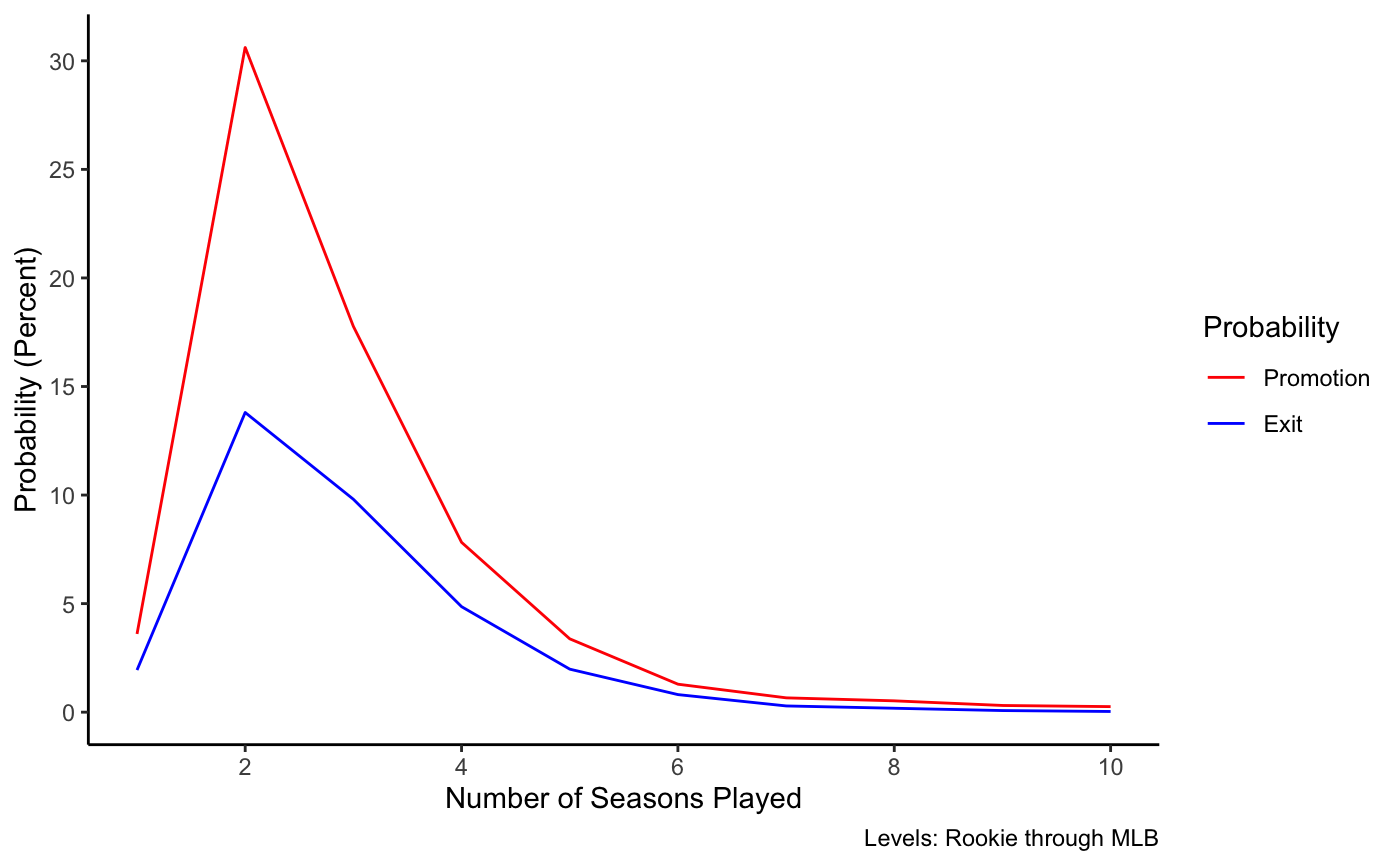 Probability (Percent)
30
25
20
15
10
5
0
2 4 6 8 10
Number of Seasons Played
Levels: Rookie through MLB
Probability
Promotion
Exit